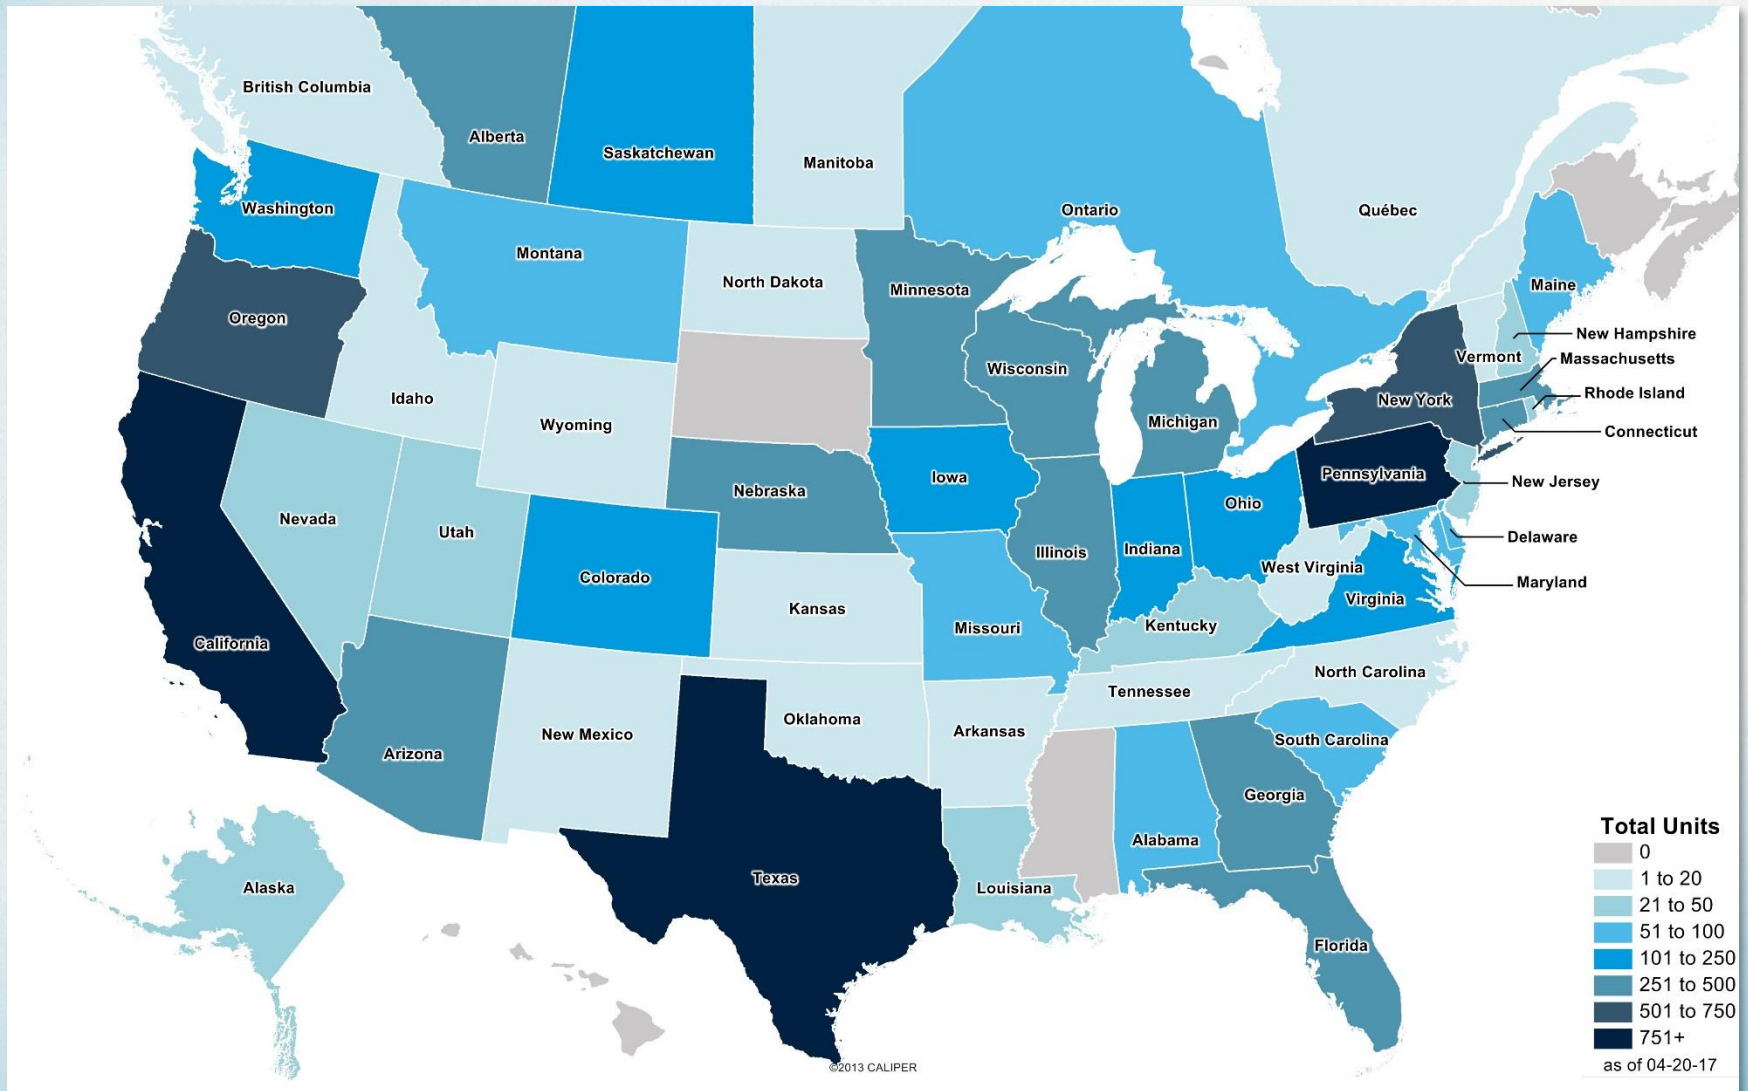 British Columbia
Alberta
Saskatchewan
Manitoba
Ontario
Québec
Washington
Montana
North Dakota
Minnesota
Maine
Oregon
Idaho
Wyoming
Wisconsin
Michigan
New York
Vermont
New Hampshire
Massachusetts
Rhode Island
Connecticut
Nebraska
Iowa
Pennsylvania
New Jersey
Nevada
Utah
Colorado
Kansas
Illinois
Indiana
Ohio
West Virginia
Virginia
Delaware
Maryland
California
Missouri
Kentucky
North Carolina
Tennessee
Arizona
New Mexico
Oklahoma
Arkansas
South Carolina
Georgia
Alabama
Texas
Louisiana
Florida
Alaska
Total Units
0
1 to 20
21 to 50
51 to 100
101 to 250
251 to 500
501 to 750
751+
as of 04-20-17
©2013 CALIPER